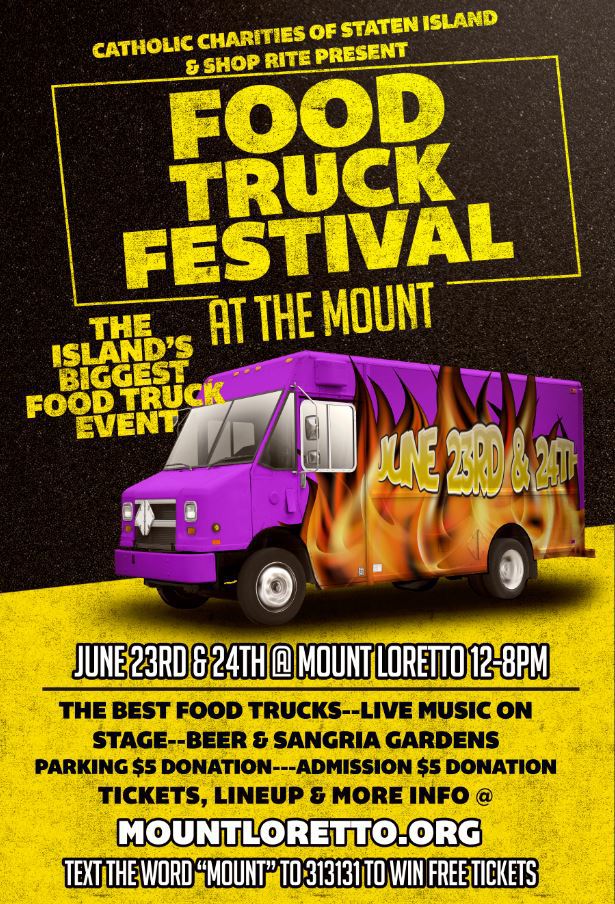 CATHOLIC CHARITIES OF STATEN ISLAND
& SHOP RITE PRESENT
FOOD
TRUCK
FESTIVAL
AT THE MOUNT
THE
ISLAND'S
BIGGEST
FOOD TRUCK
EVENT
JUNE 23RD & 24TH
JUNE 23RD & 24TH @ MOUNT LORETTO 12-8PM
THE BEST FOOD TRUCKS--LIVE MUSIC ON
STAGE--BEER & SANGRIA GARDENS
PARKING $5 DONATION---ADMISSION $5 DONATION
TICKETS, LINEUP & MORE INFO @
MOUNTLORETTO.ORG
TEXT THE WORD “MOUNT” TO 313131 TO WIN FREE TICKETS